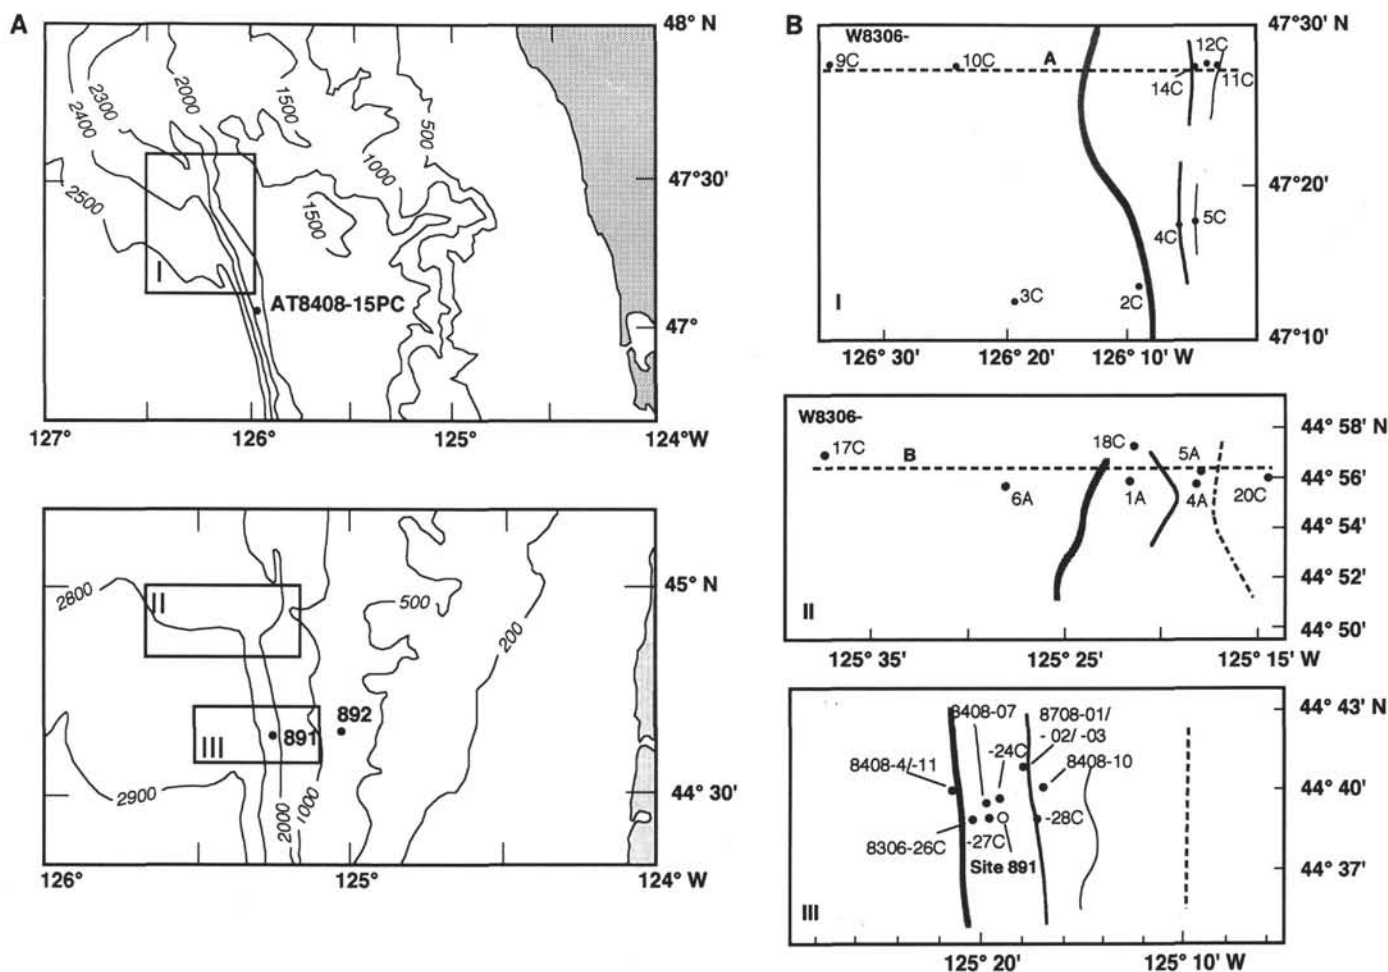 A
48° N
47°30'
47°
2300
2400
2500
2000
1500
500
1000
1500
I
AT8408-15PC
127°
126°
125°
124° W
45° N
44° 30'
2800
II
500
200
III
891
892
2900
2000
1000
126°
125°
124° W
B
W8306-
47°30' N
9C
10C
A
12C
14C
11C
47°20'
4C
5C
3C
2C
I
47°10'
126° 30'
126° 20'
126° 10' W
W8306-
44° 58' N
17C
B
18C
5A
44° 56'
6A
1A
4A
20C
44° 54'
44° 52'
II
44° 50'
125° 35'
125° 25'
125° 15' W
44° 43' N
8408-07
8708-01/
- 02/ -03
-24C
8408-4/-11
8408-10
44° 40'
8306-26C
-27C
-28C
Site 891
44° 37'
III
125° 20'
125° 10' W